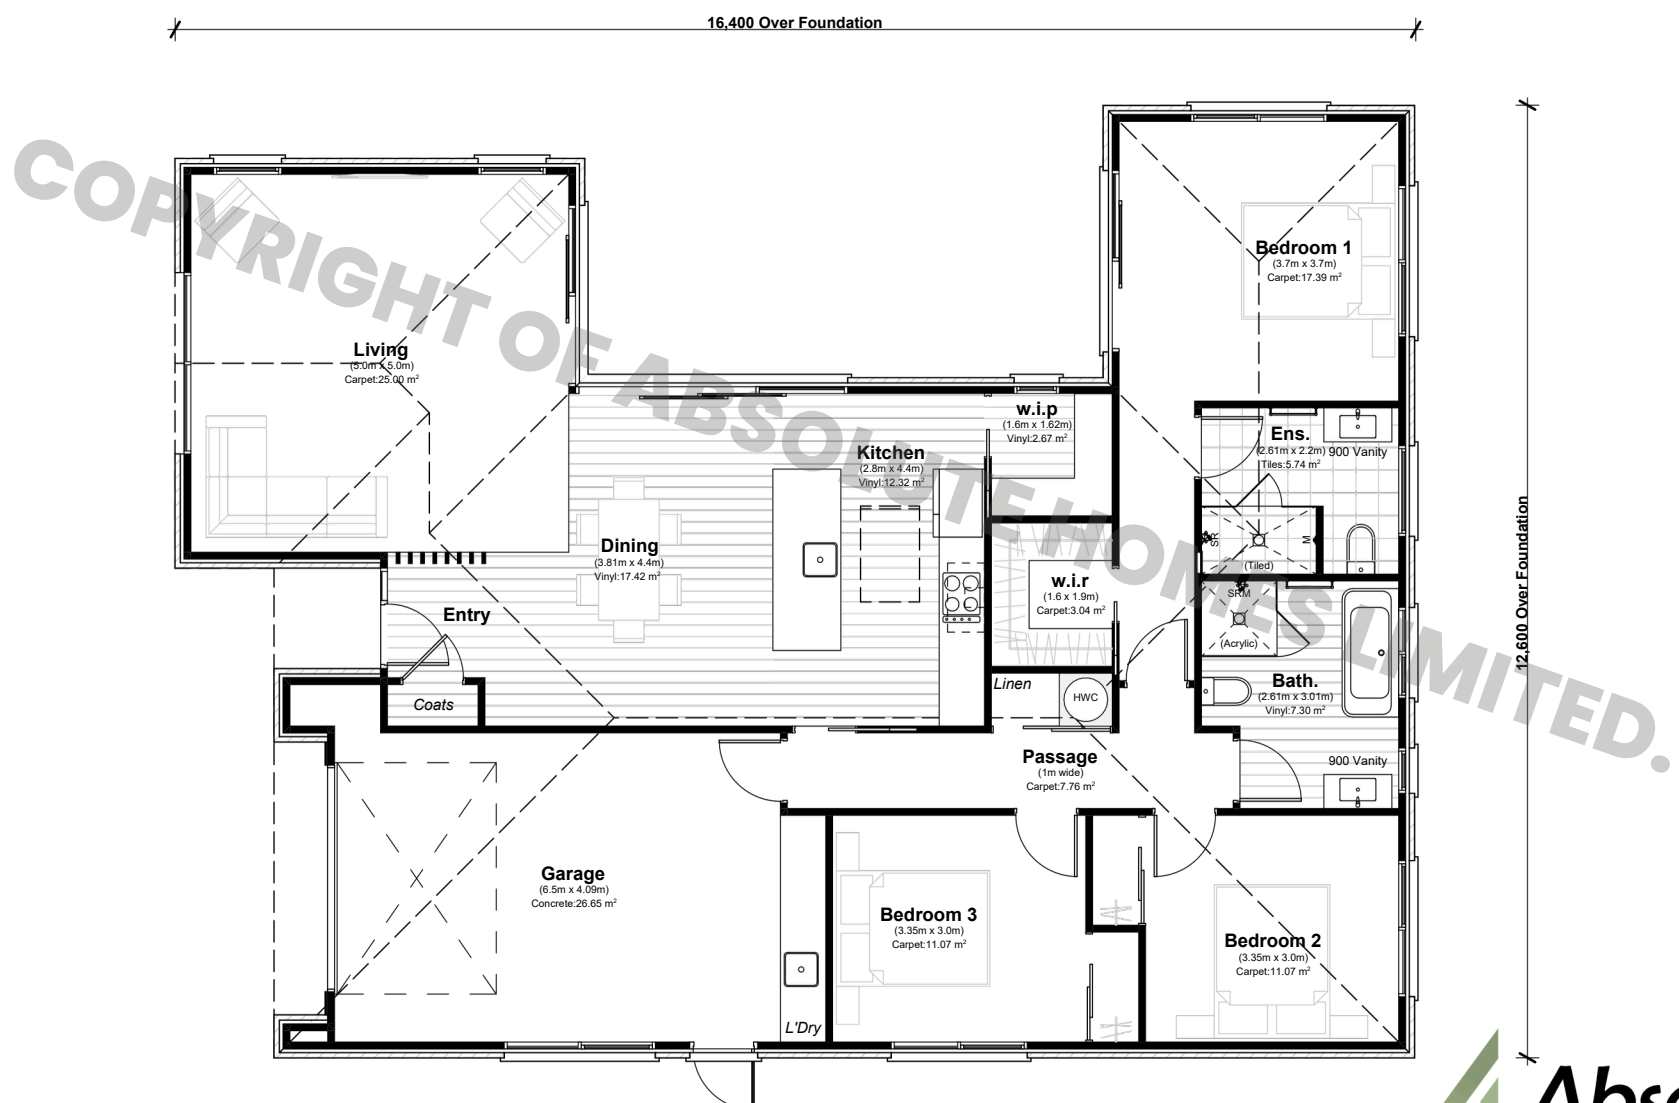 16,400 Over Foundation
12,600 Over Foundation
COPYRIGHT OF ABSOLUTE HOMES LIMITED.
Bedroom 1
(3.7m x 3.7m)
Carpet:17.39 m²
Living
(5.0m x 5.0m)
Carpet:25.00 m²
w.i.p
(1.6m x 1.62m)
Vinyl:2.67 m²
Kitchen
(2.8m x 4.4m)
Vinyl:12.32 m²
Ens.
(2.61m x 2.2m)
Tiles:5.74 m²
900 Vanity
SR
M
(Tiled)
Dining
(3.81m x 4.4m)
Vinyl:17.42 m²
w.i.r
(1.6 x 1.9m)
Carpet:3.04 m²
SRM
(Acrylic)
Entry
Bath.
(2.61m x 3.01m)
Vinyl:7.30 m²
900 Vanity
Coats
Linen
HWC
Passage
(1m wide)
Carpet:7.76 m²
Garage
(6.5m x 4.09m)
Concrete:26.65 m²
Bedroom 3
(3.35m x 3.0m)
Carpet:11.07 m²
Bedroom 2
(3.35m x 3.0m)
Carpet:11.07 m²
L'Dry